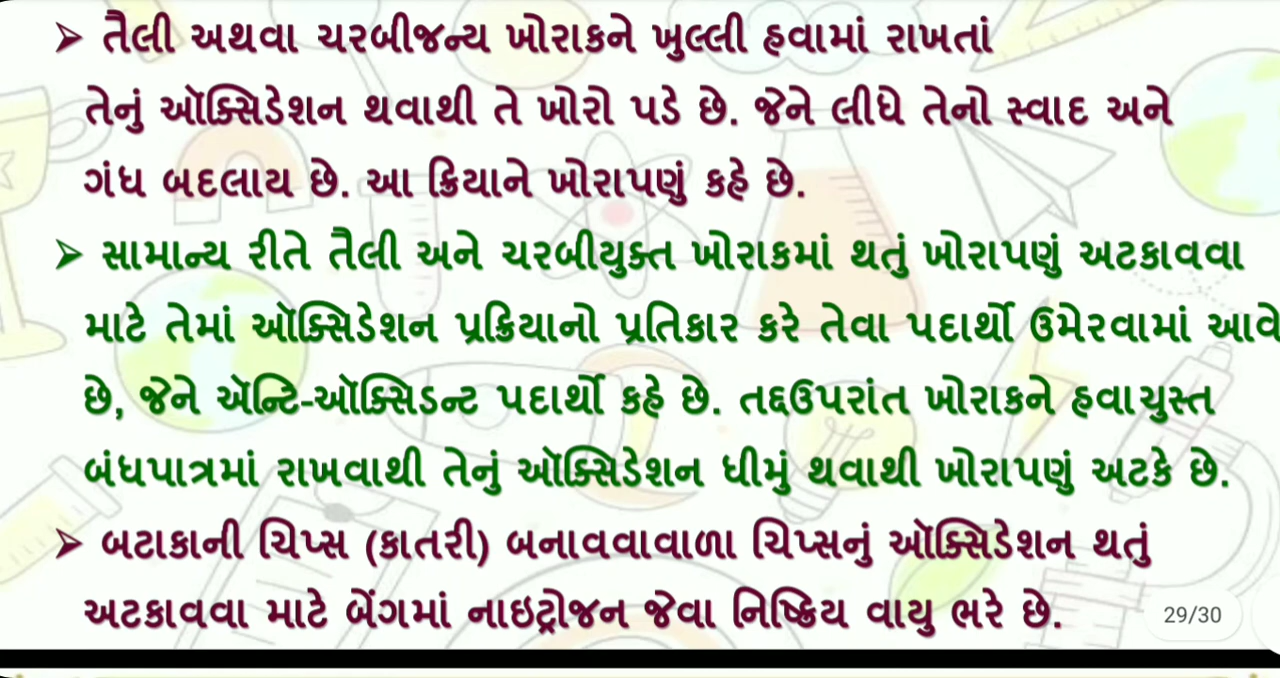 ➢ તૈલી અથવા ચરબીજન્ય ખોરાકને ખુલ્લી હવામાં રાખતાં
તેનું ઑક્સિડેશન થવાથી તે ખોરો પડે છે. જેને લીધે તેનો સ્વાદ અને
ગંધ બદલાય છે. આ ક્રિયાને ખોરાપણું કહે છે.
➢ સામાન્ય રીતે તૈલી અને ચરબીયુક્ત ખોરાકમાં થતું ખોરાપણું અટકાવવા
માટે તેમાં ઑક્સિડેશન પ્રક્રિયાનો પ્રતિકાર કરે તેવા પદાર્થો ઉમેરવામાં આવે
છે, જેને ઍન્ટિ-ઑક્સિડન્ટ પદાર્થો કહે છે. તદ્દઉપરાંત ખોરાકને હવાચુસ્ત
બંધપાત્રમાં રાખવાથી તેનું ઑક્સિડેશન ધીમું થવાથી ખોરાપણું અટકે છે.
➢ બટાકાની ચિપ્સ (કાતરી) બનાવવાવાળા ચિપ્સનું ઑક્સિડેશન થતું
અટકાવવા માટે બેંગમાં નાઇટ્રોજન જેવા નિષ્ક્રિય વાયુ ભરે છે.
29/30